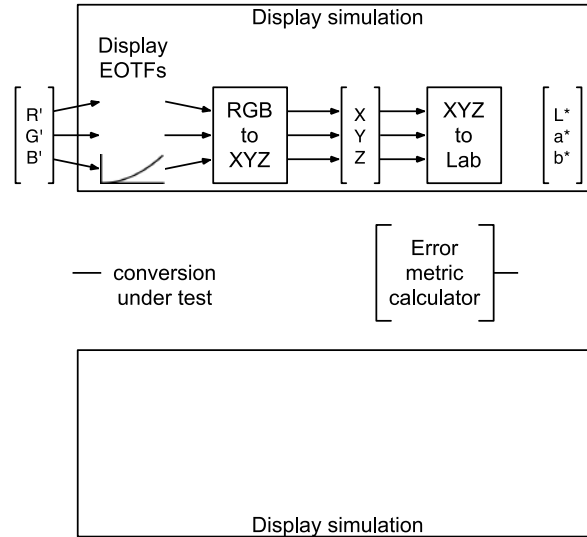 Display simulation
Display
EOTFs
R'
G'
B'
RGB
to
XYZ
X
Y
Z
XYZ
to
Lab
L*
a*
b*
conversion
under test
Error
metric
calculator
Display simulation